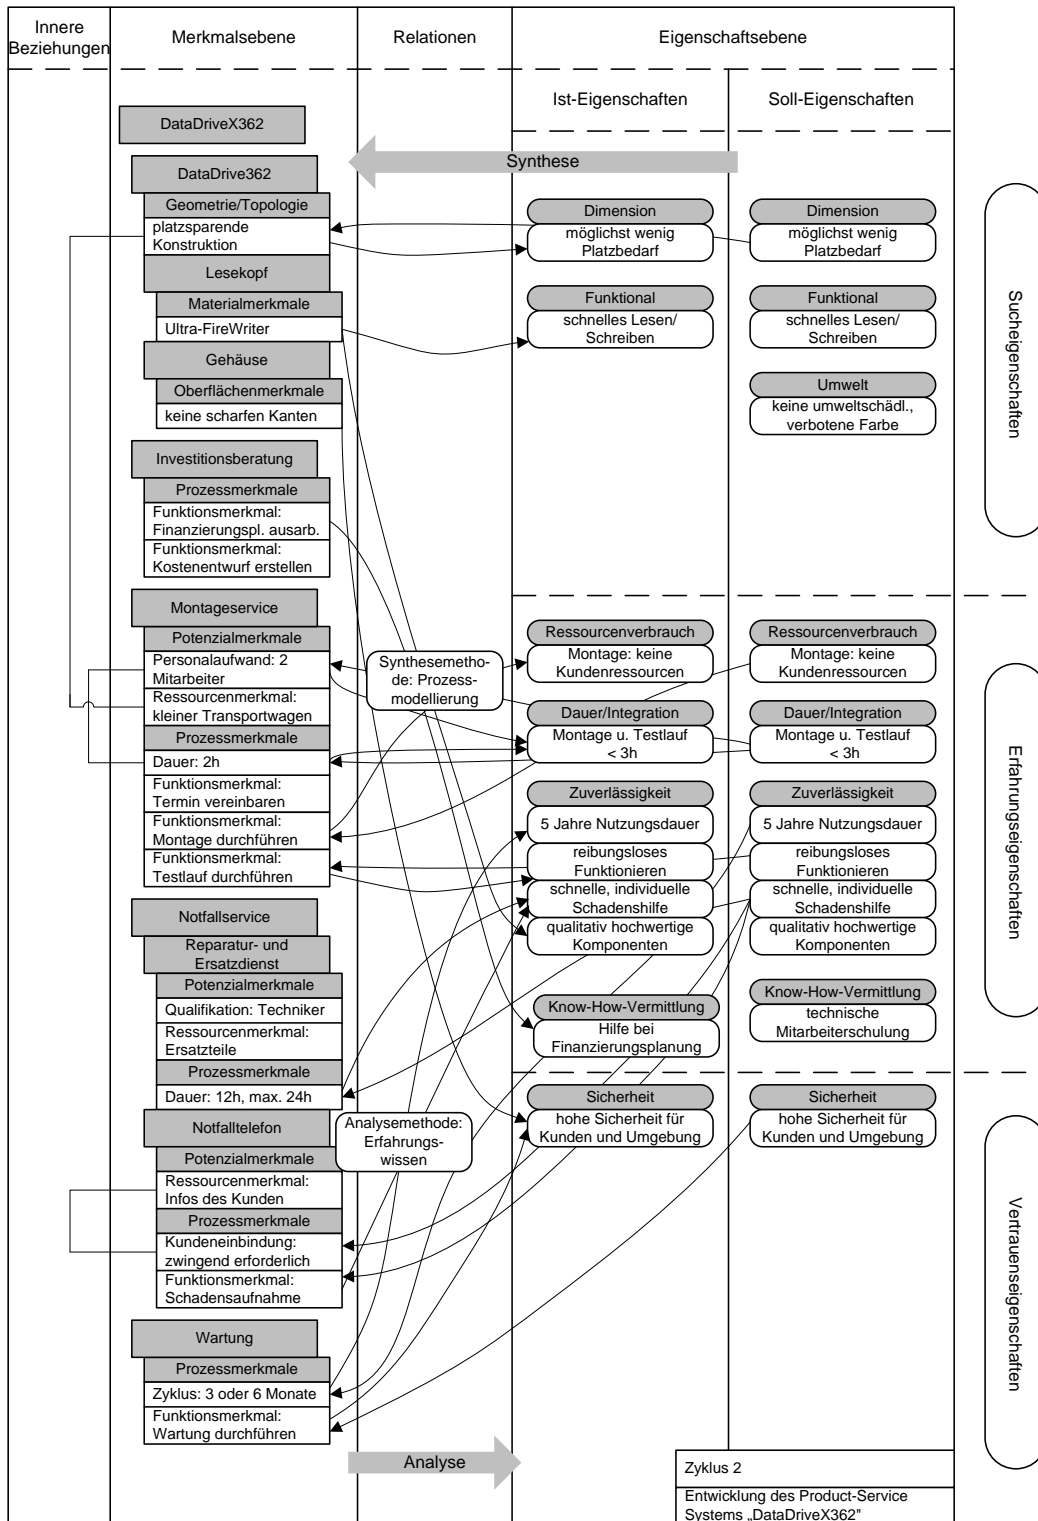 Innere
Beziehungen
Merkmalsebene
Relationen
Eigenschaftsebene
Ist-Eigenschaften
Soll-Eigenschaften
DataDriveX362
Synthese
DataDrive362
Geometrie/Topologie
platzsparende
Konstruktion
Lesekopf
Materialmerkmale
Ultra-FireWriter
Gehäuse
Oberflächenmerkmale
keine scharfen Kanten
Investitionsberatung
Prozessmerkmale
Funktionsmerkmal:
Finanzierungspl. ausarb.
Funktionsmerkmal:
Kostenentwurf erstellen
Montageservice
Potenzialmerkmale
Personalaufwand: 2
Mitarbeiter
Ressourcenmerkmal:
kleiner Transportwagen
Prozessmerkmale
Dauer: 2h
Funktionsmerkmal:
Termin vereinbaren
Funktionsmerkmal:
Montage durchführen
Funktionsmerkmal:
Testlauf durchführen
Notfallservice
Reparatur- und
Ersatzdienst
Potenzialmerkmale
Qualifikation: Techniker
Ressourcenmerkmal:
Ersatzteile
Prozessmerkmale
Dauer: 12h, max. 24h
Notfalltelefon
Potenzialmerkmale
Ressourcenmerkmal:
Infos des Kunden
Prozessmerkmale
Kundeneinbindung:
zwingend erforderlich
Funktionsmerkmal:
Schadensaufnahme
Wartung
Prozessmerkmale
Zyklus: 3 oder 6 Monate
Funktionsmerkmal:
Wartung durchführen
Synthesemetho-
de: Prozess-
modellierung
Analysemethode:
Erfahrungs-
wissen
Analyse
Dimension
möglichst wenig
Platzbedarf
Funktional
schnelles Lesen/
Schreiben
Ressourcenverbrauch
Montage: keine
Kundenressourcen
Dauer/Integration
Montage u. Testlauf
< 3h
Zuverlässigkeit
5 Jahre Nutzungsdauer
reibungsloses
Funktionieren
schnelle, individuelle
Schadenshilfe
qualitativ hochwertige
Komponenten
Know-How-Vermittlung
Hilfe bei
Finanzierungsplanung
Sicherheit
hohe Sicherheit für
Kunden und Umgebung
Dimension
möglichst wenig
Platzbedarf
Funktional
schnelles Lesen/
Schreiben
Umwelt
keine umweltschädl.,
verbotene Farbe
Ressourcenverbrauch
Montage: keine
Kundenressourcen
Dauer/Integration
Montage u. Testlauf
< 3h
Zuverlässigkeit
5 Jahre Nutzungsdauer
reibungsloses
Funktionieren
schnelle, individuelle
Schadenshilfe
qualitativ hochwertige
Komponenten
Know-How-Vermittlung
technische
Mitarbeiterschulung
Sicherheit
hohe Sicherheit für
Kunden und Umgebung
Sucheigenschaften
Erfahrungseigenschaften
Vertrauenseigenschaften
Zyklus 2
Entwicklung des Product-Service
Systems „DataDriveX362"